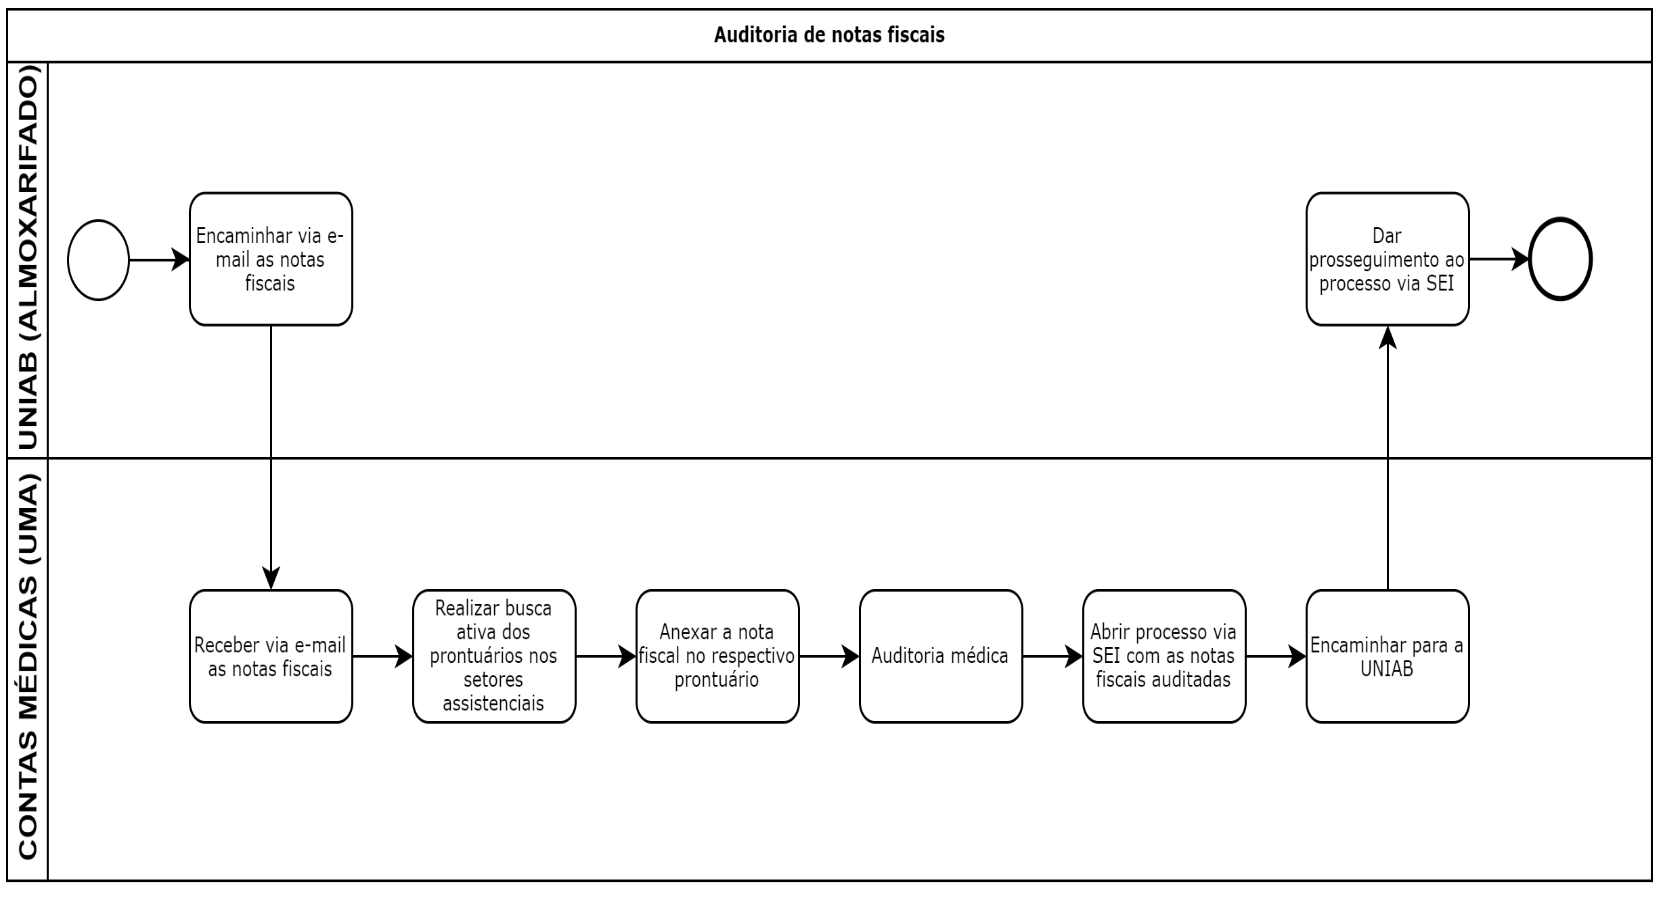 Auditoria de notas fiscais
UNIAB (ALMOXARIFADO)
Encaminhar via e-
mail as notas
fiscais
Dar
prosseguimento ao
processo via SEI
CONTAS MÉDICAS (UMA)
Receber via e-mail
as notas fiscais
Realizar busca
ativa dos
prontuários nos
setores
assistenciais
Anexar a nota
fiscal no respectivo
prontuário
Auditoria médica
Abrir processo via
SEI com as notas
fiscais auditadas
Encaminhar para a
UNIAB